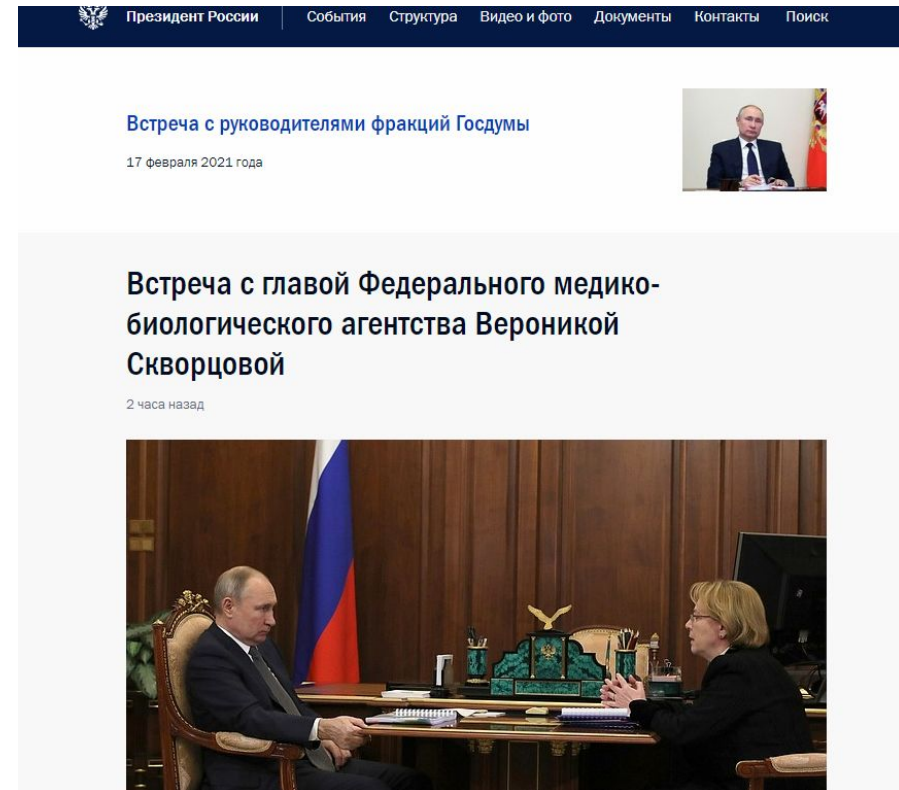 Президент России События Структура Видео и фото Документы Контакты Поиск
Встреча с руководителями фракций Госдумы
17 февраля 2021 года
Встреча с главой Федерального медико-
биологического агентства Вероникой
Скворцовой
2 часа назад